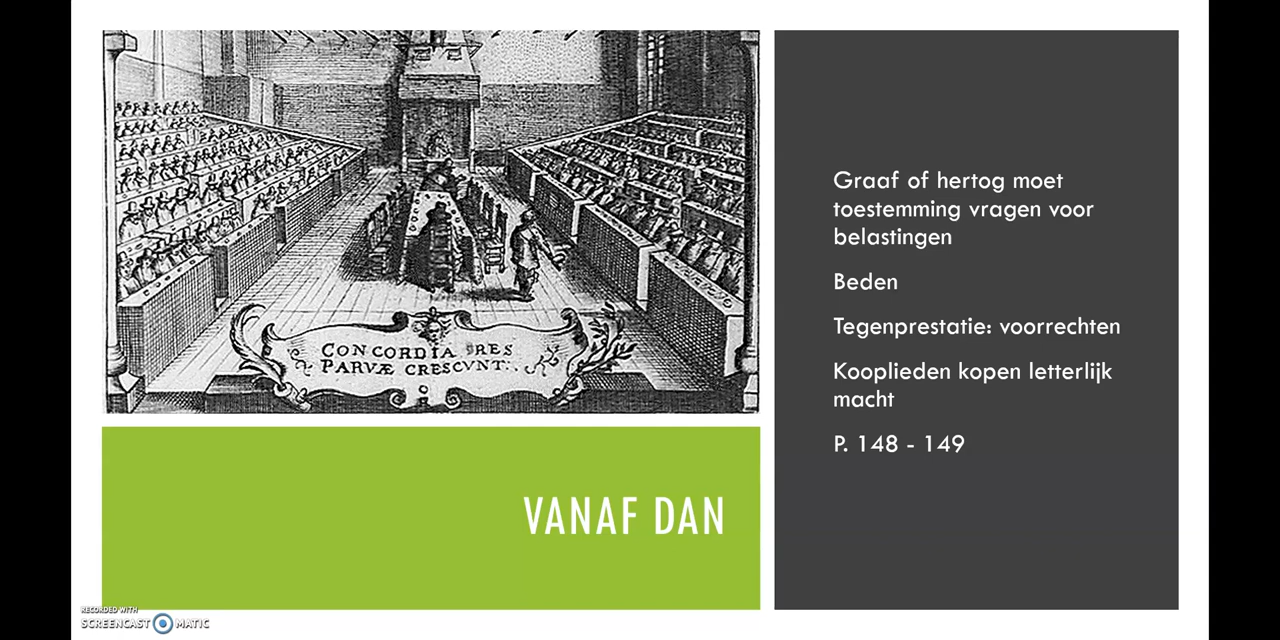 Graaf of hertog moet
toestemming vragen voor
belastingen
Beden
Tegenprestatie: voorrechten
Kooplieden kopen letterlijk
macht
P. 148 - 149
CONCORDIA RES
PARVÆ CRESCVNT.
VANAF DAN
RECORDED WITH
SCREENCAST MATIC